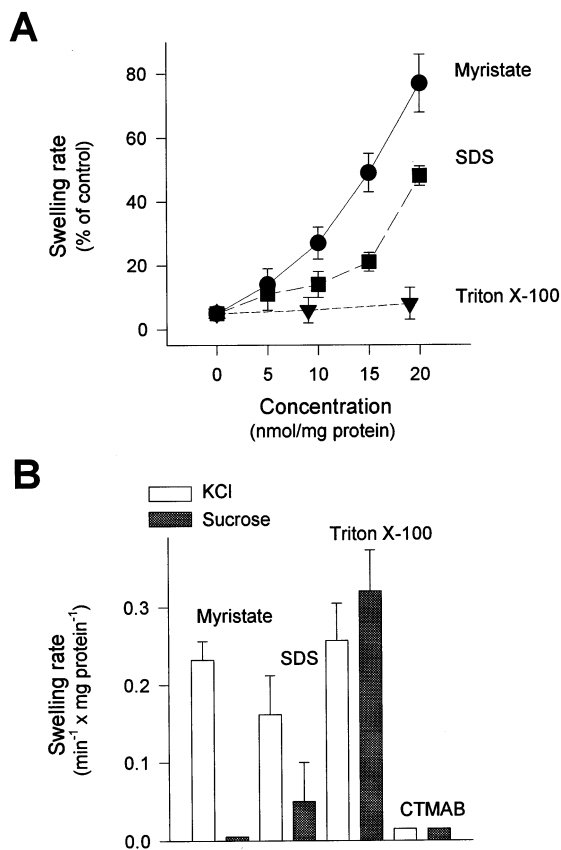 A
Swelling rate
(% of control)
80
60
40
20
0
Myristate
SDS
Triton X-100
0 5 10 15 20
Concentration
(nmol/mg protein)
B
KCl
Sucrose
Triton X-100
Myristate
SDS
CTMAB
Swelling rate
(min⁻¹ x mg protein⁻¹)
0.3
0.2
0.1
0.0